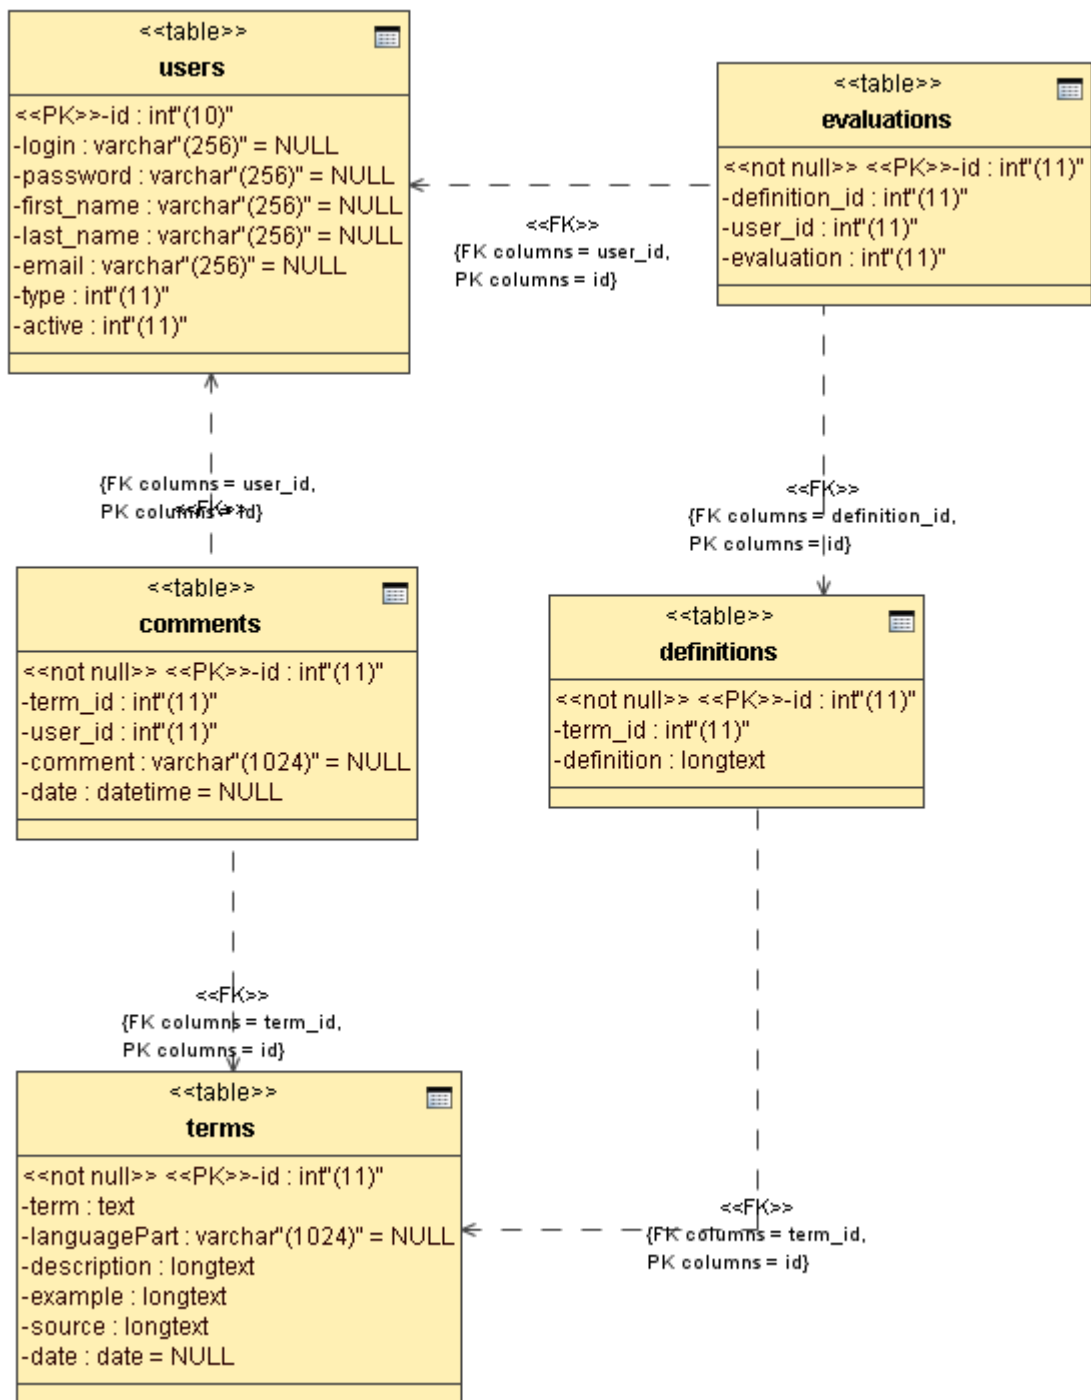 <<table>>
users
<<PK>>-id : int"(10)"
-login : varchar"(256)" = NULL
-password : varchar"(256)" = NULL
-first_name : varchar"(256)" = NULL
-last_name : varchar"(256)" = NULL
-email : varchar"(256)" = NULL
-type : int"(11)"
-active : int"(11)"
<<table>>
evaluations
<<not null>> <<PK>>-id : int"(11)"
-definition_id : int"(11)"
-user_id : int"(11)"
-evaluation : int"(11)"
<<FK>>
{FK columns = user_id,
PK columns = id}
{FK columns = user_id,
PK columns = id}
<<FK>>
<<FK>>
{FK columns = definition_id,
PK columns = id}
<<table>>
comments
<<not null>> <<PK>>-id : int"(11)"
-term_id : int"(11)"
-user_id : int"(11)"
-comment : varchar"(1024)" = NULL
-date : datetime = NULL
<<table>>
definitions
<<not null>> <<PK>>-id : int"(11)"
-term_id : int"(11)"
-definition : longtext
<<FK>>
{FK columns = term_id,
PK columns = id}
<<table>>
terms
<<not null>> <<PK>>-id : int"(11)"
-term : text
-languagePart : varchar"(1024)" = NULL
-description : longtext
-example : longtext
-source : longtext
-date : date = NULL
<<FK>>
{FK columns = term_id,
PK columns = id}